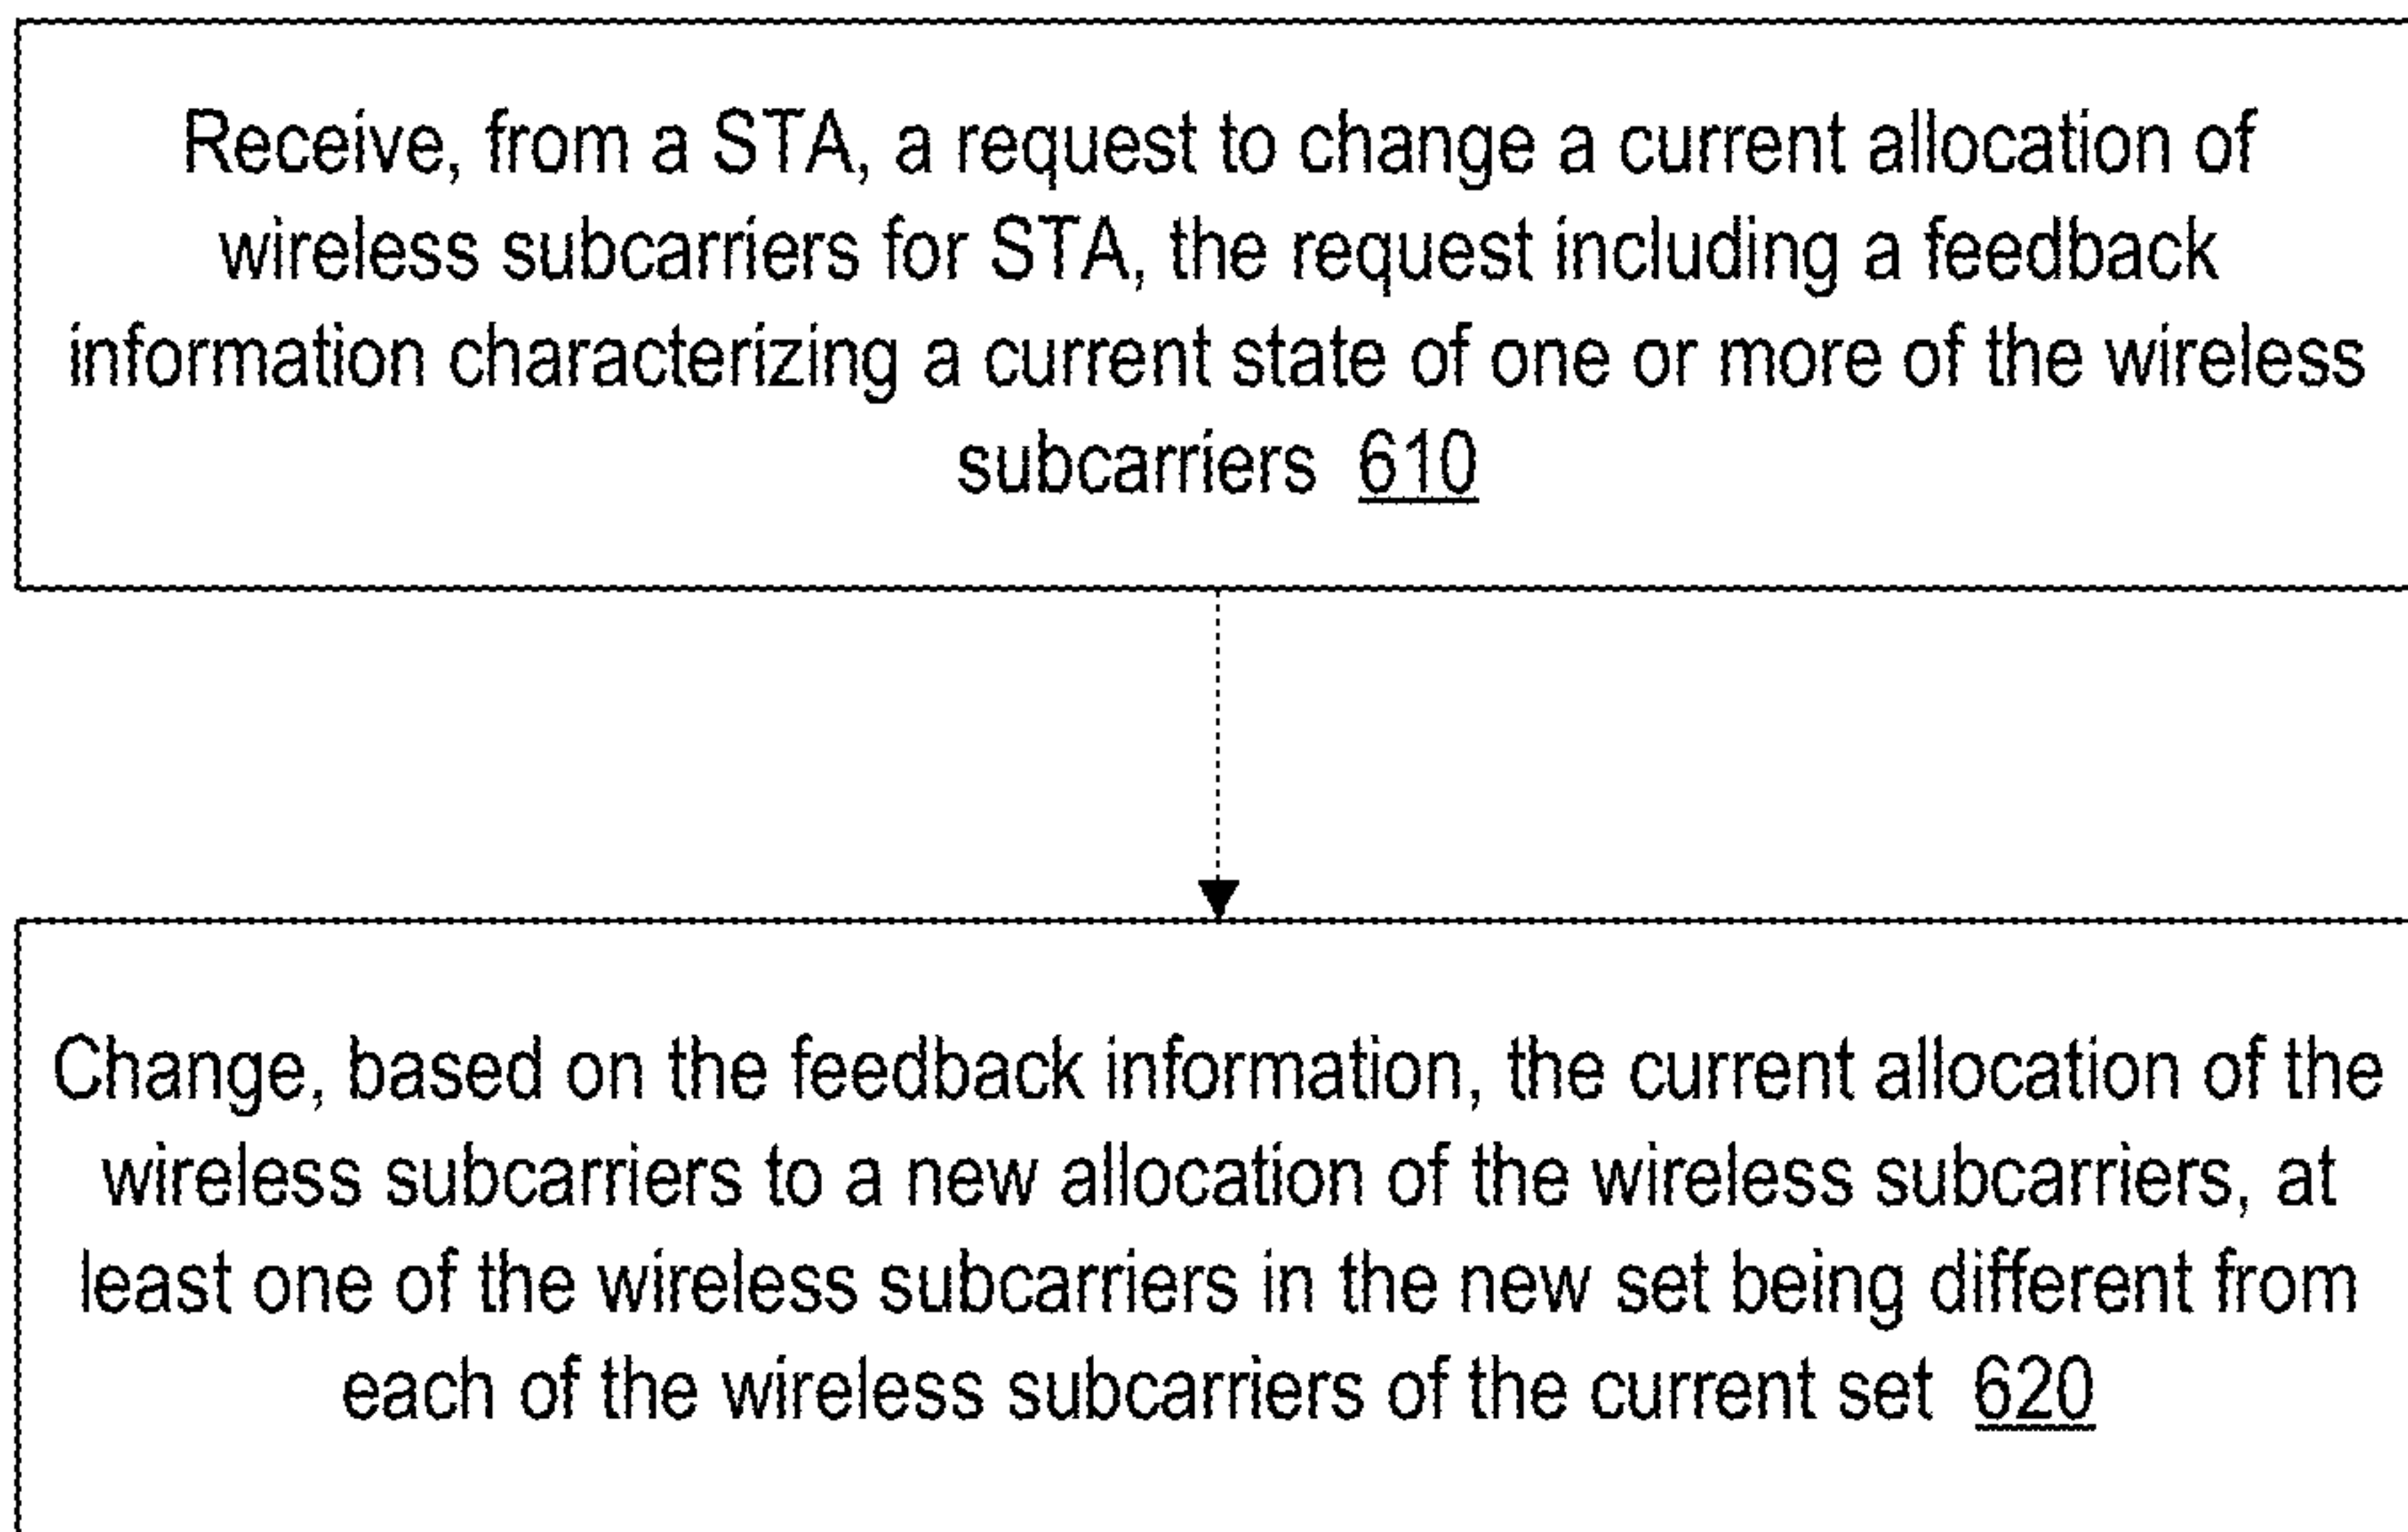 Receive, from a STA, a request to change a current allocation of
wireless subcarriers for STA, the request including a feedback
information characterizing a current state of one or more of the wireless
subcarriers 610
Change, based on the feedback information, the current allocation of the
wireless subcarriers to a new allocation of the wireless subcarriers, at
least one of the wireless subcarriers in the new set being different from
each of the wireless subcarriers of the current set 620